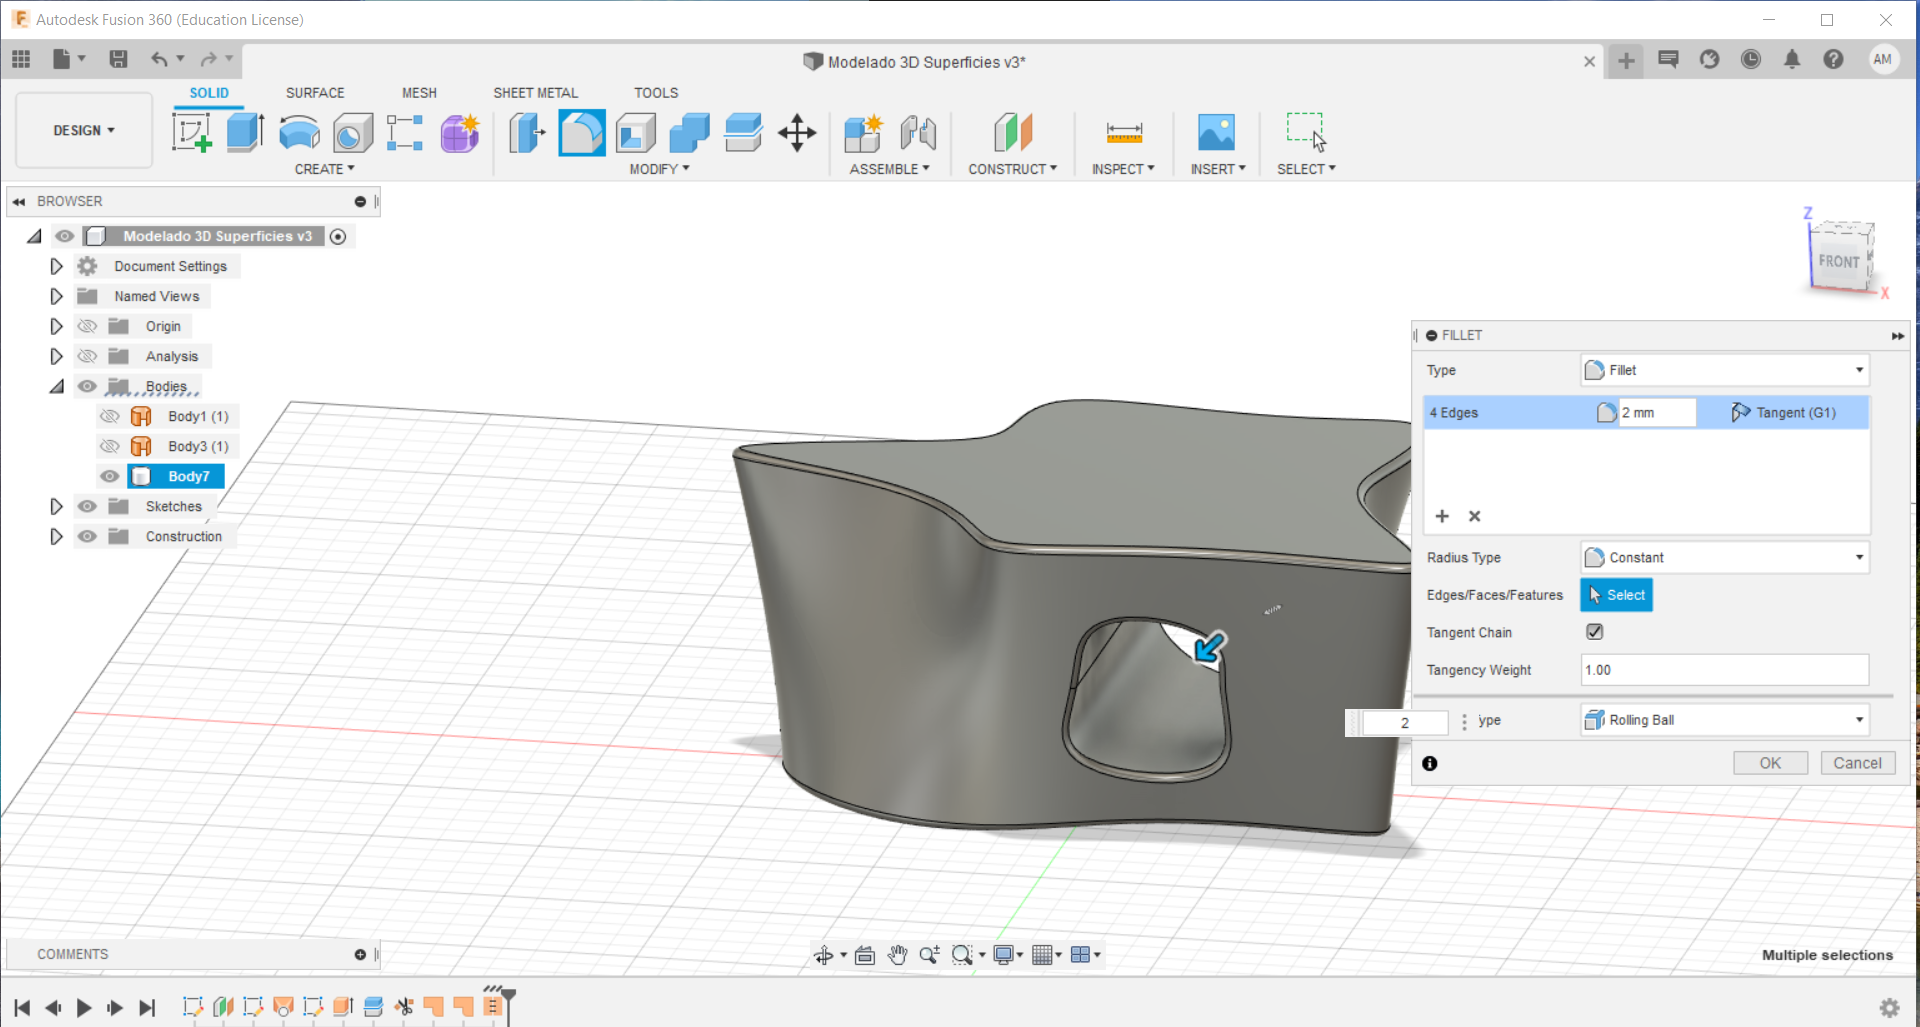 Autodesk Fusion 360 (Education License)
Modelado 3D Superficies v3*
AM
SOLID SURFACE MESH SHEET METAL TOOLS
DESIGN
CREATE MODIFY ASSEMBLE CONSTRUCT INSPECT INSERT SELECT
BROWSER
Modelado 3D Superficies v3
Document Settings
Named Views
Origin
Analysis
Bodies
Body1 (1)
Body3 (1)
Body7
Sketches
Construction
Z
FRONT
X
FILLET
Type Fillet
4 Edges 2 mm Tangent (G1)
Radius Type Constant
Edges/Faces/Features Select
Tangent Chain
Tangency Weight 1.00
2 ype Rolling Ball
OK Cancel
COMMENTS
Multiple selections